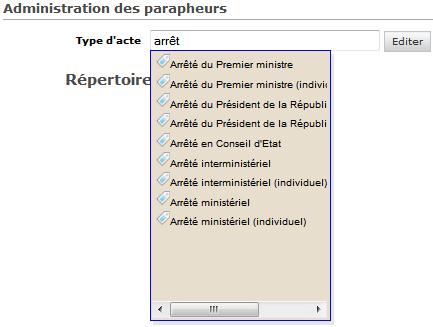 Administration des parapheurs
Type d'acte arrêt Editer
Répertoire
Arrêté du Premier ministre
Arrêté du Premier ministre (indivi
Arrêté du Président de la Républi
Arrêté du Président de la Républi
Arrêté en Conseil d'Etat
Arrêté interministériel
Arrêté interministériel (individuel)
Arrêté ministériel
Arrêté ministériel (individuel)